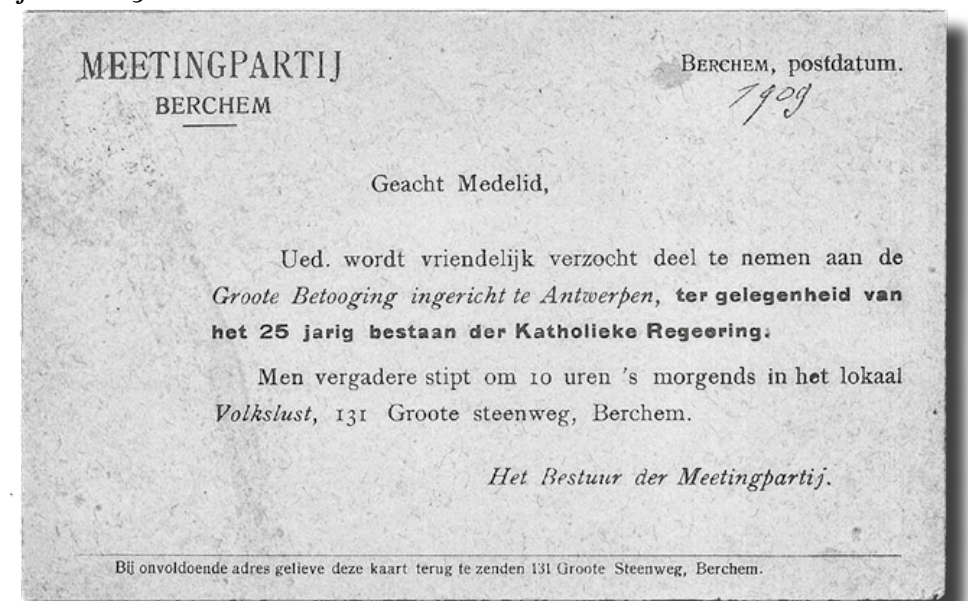 MEETINGPARTIJ
BERCHEM
BERCHEM, postdatum.
1909
Geacht Medelid,
Ued. wordt vriendelijk verzocht deel te nemen aan de
Groote Betooging ingericht te Antwerpen, ter gelegenheid van
het 25 jarig bestaan der Katholieke Regeering.
Men vergadere stipt om 10 uren 's morgends in het lokaal
Volkslust, 131 Groote steenweg, Berchem.
Het Bestuur der Meetingpartij.
Bij onvoldoende adres gelieve deze kaart terug te zenden 131 Groote Steenweg, Berchem.